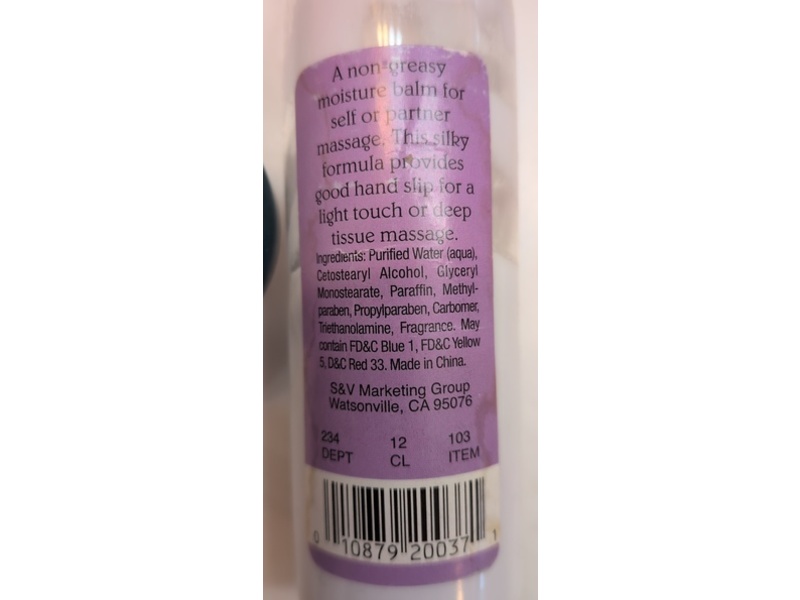 A non-greasy
moisture balm for
self or partner
massage. This silky
formula provides
good hand slip for a
light touch or deep
tissue massage.
Ingredients: Purified Water (aqua),
Cetostearyl Alcohol, Glyceryl
Monostearate, Paraffin, Methyl-
paraben, Propylparaben, Carbomer,
Triethanolamine, Fragrance. May
contain FD&C Blue 1, FD&C Yellow
5, D&C Red 33. Made in China.
S&V Marketing Group
Watsonville, CA 95076
234 12 103
DEPT CL ITEM
0 10879 20037 1